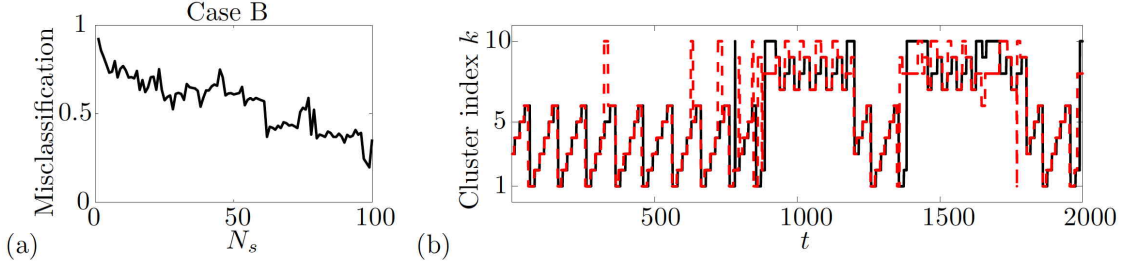 Case B
1
0.5
0
Misclassification
0
50
100
N_s
(a)
10
5
1
Cluster index k
500
1000
1500
2000
t
(b)